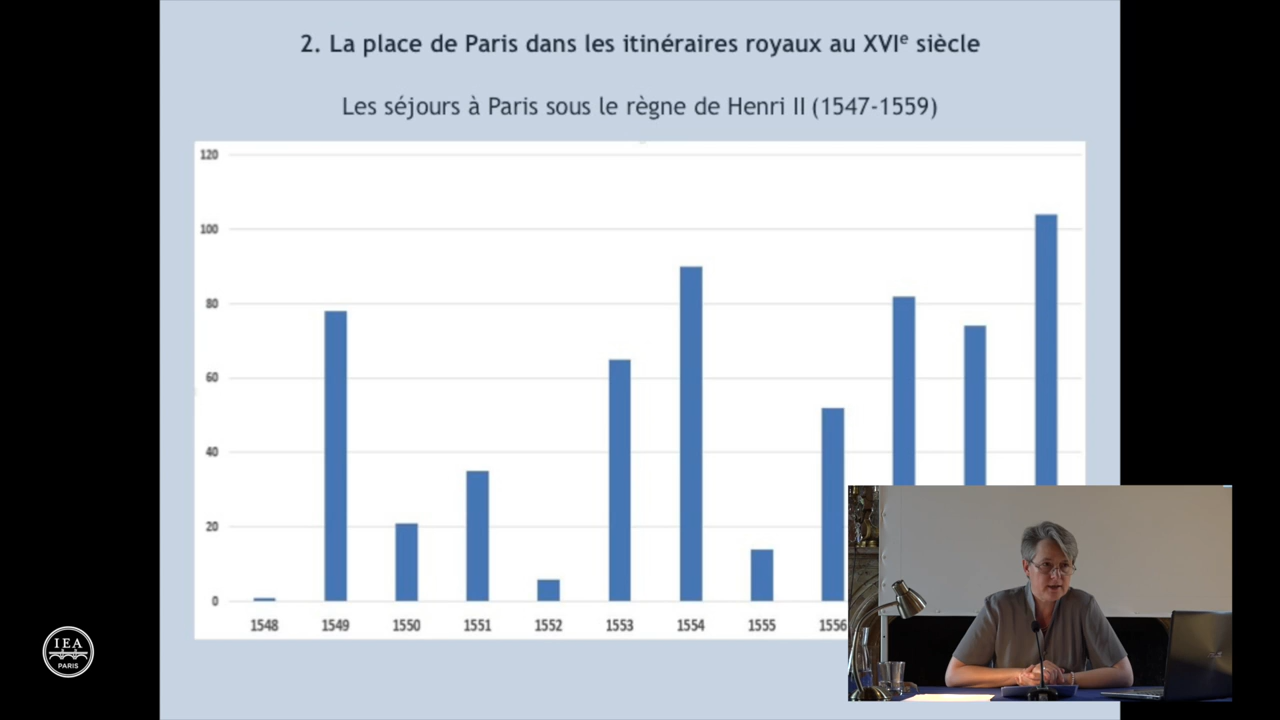 2. La place de Paris dans les itinéraires royaux au XVIe siècle
Les séjours à Paris sous le règne de Henri II (1547-1559)
120
100
80
60
40
20
0
1548 1549 1550 1551 1552 1553 1554 1555 1556
IEA
PARIS